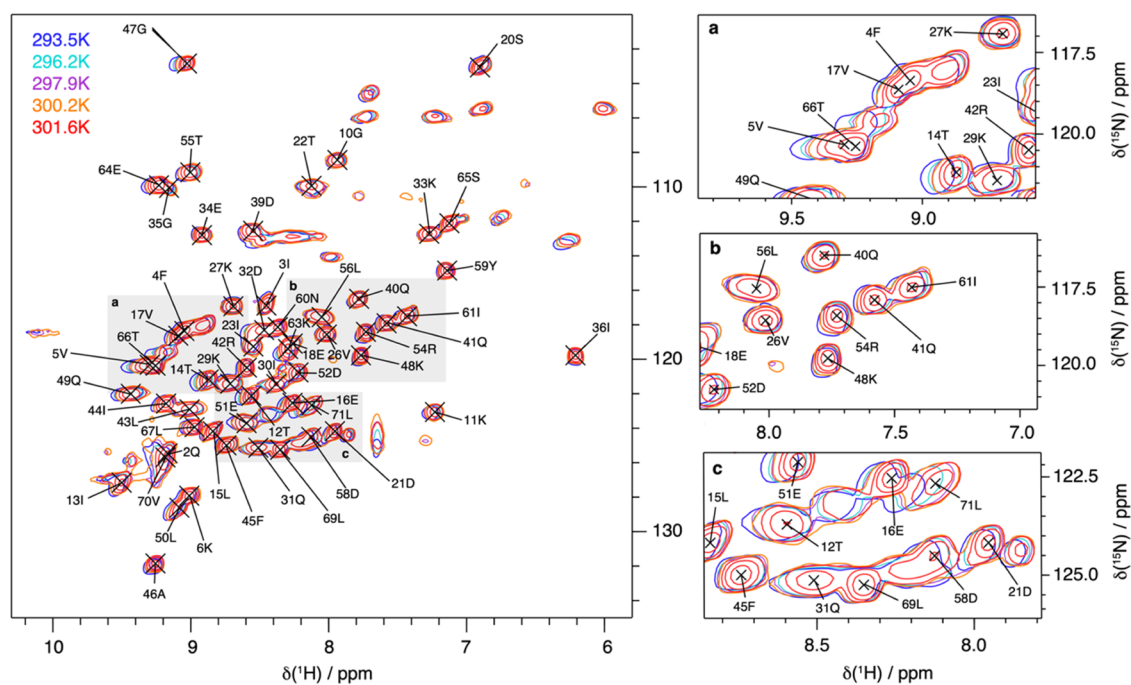 293.5K
296.2K
297.9K
300.2K
301.6K
47G
20S
10G
22T
55T
64E
35G
34E
39D
33K
65S
59Y
27K
32D
3I
56L
b
40Q
60N
4F
a
17V
66T
5V
23I
42R
29K
14T
63K
18E
30I
26V
61I
41Q
54R
48K
52D
36I
49Q
44I
43L
67L
51E
16E
71L
11K
12T
c
2Q
13I
70V
15L
45F
31Q
69L
58D
21D
50L
6K
46A
110
120
130
10
9
8
7
6
δ(¹H) / ppm
a
27K
4F
17V
66T
5V
49Q
14T
29K
42R
23I
117.5
120.0
δ(¹⁵N) / ppm
9.5
9.0
b
56L
40Q
61I
26V
18E
52D
54R
41Q
48K
117.5
120.0
δ(¹⁵N) / ppm
8.0
7.5
7.0
c
51E
15L
12T
16E
71L
45F
31Q
69L
58D
21D
122.5
125.0
δ(¹⁵N) / ppm
8.5
8.0
δ(¹H) / ppm